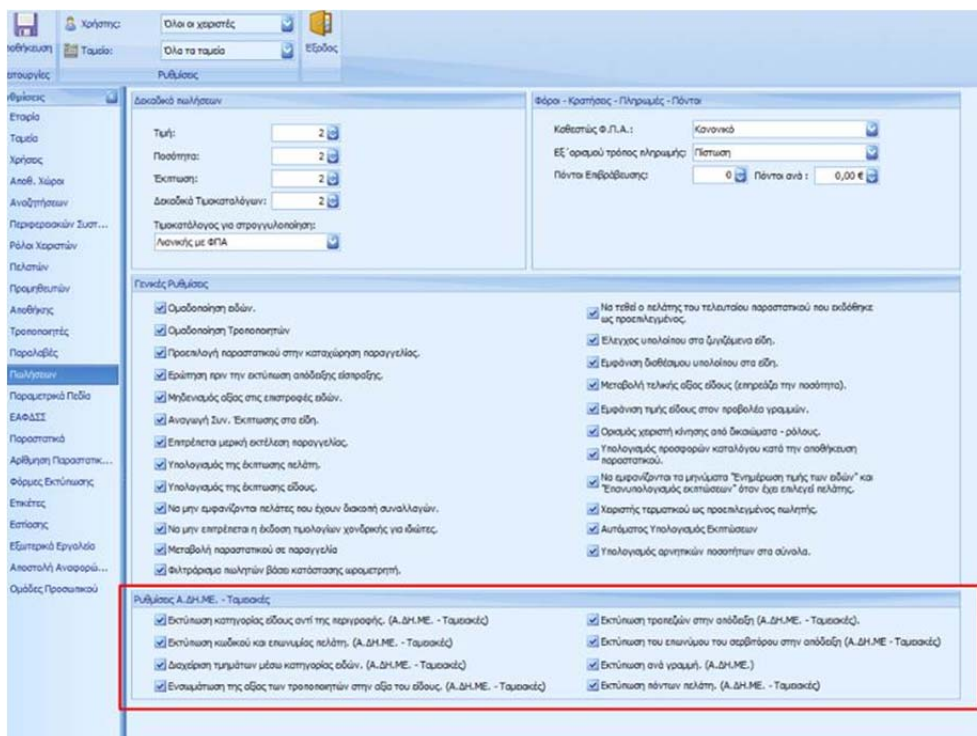 Χρήστης: Όλοι οι χειριστές
Ταμείο: Όλα τα ταμεία
Έξοδος
Ρυθμίσεις
Εταιρία
Ταμεία
Χρήσεις
Αποθ. Χώροι
Αναζητήσεων
Περιφερειακών Συστ...
Ρόλοι Χειριστών
Πελατών
Προμηθευτών
Αποθήκης
Τροποποιητές
Παραλαβές
Πωλήσεων
Παραμετρικά Πεδία
ΕΑΦΔΣΣ
Παραστατικά
Αρίθμηση Παραστατικ...
Φόρμες Εκτύπωσης
Ετικέτες
Εστίασης
Εξωτερικά Εργαλεία
Αποστολή Αναφορώ...
Ομάδες Προσωπικού
Δεκαδικά πωλήσεων
Τιμή: 2
Ποσότητα: 2
Έκπτωση: 2
Δεκαδικά Τιμοκαταλόγων: 2
Τιμοκατάλογος για στρογγυλοποίηση:
Λιανικής με ΦΠΑ
Φόροι - Κρατήσεις - Πληρωμές - Πόντοι
Καθεστώς Φ.Π.Α.: Κανονικό
Εξ΄ορισμού τρόπος πληρωμής: Πίστωση
Πόντοι Επιβράβευσης: 0 Πόντοι ανά : 0,00 €
Γενικές Ρυθμίσεις
Ομαδοποίηση ειδών.
Ομαδοποίηση Τροποποιητών
Προεπιλογή παραστατικού στην καταχώρηση παραγγελίας.
Ερώτηση πριν την εκτύπωση απόδειξης είσπραξης.
Μηδενισμός αξίας στις επιστροφές ειδών.
Αναγωγή Συν. Έκπτωσης στα είδη.
Επιτρέπεται μερική εκτέλεση παραγγελίας.
Υπολογισμός της έκπτωσης πελάτη.
Υπολογισμός της έκπτωσης είδους.
Να μην εμφανίζονται πελάτες που έχουν διακοπή συναλλαγών.
Να μην επιτρέπεται η έκδοση τιμολογίων χονδρικής για ιδιώτες.
Μεταβολή παραστατικού σε παραγγελία
Φιλτράρισμα πωλητών βάσει κατάστασης ωρομετρητή.
Να τεθεί ο πελάτης του τελευταίου παραστατικού που εκδόθηκε
ως προεπιλεγμένος.
Έλεγχος υπολοίπου στα ζυγιζόμενα είδη.
Εμφάνιση διαθέσιμου υπολοίπου στα είδη.
Μεταβολή τελικής αξίας είδους (επηρεάζει την ποσότητα).
Εμφάνιση τιμής είδους στον προβολέα γραμμών.
Ορισμός χειριστή κίνησης από δικαιώματα - ρόλους.
Υπολογισμός προσφορών καταλόγου κατά την αποθήκευση
παραστατικού.
Να εμφανίζονται τα μηνύματα "Ενημέρωση τιμής των ειδών" και
"Επανυπολογισμός εκπτώσεων" όταν έχει επιλεγεί πελάτης.
Χειριστής τερματικού ως προεπιλεγμένος πωλητής.
Αυτόματος Υπολογισμός Εκπτώσεων
Υπολογισμός αρνητικών ποσοτήτων στα σύνολα.
Ρυθμίσεις Α.ΔΗ.ΜΕ. - Ταμειακές
Εκτύπωση κατηγορίας είδους αντί της περιγραφής. (Α.ΔΗ.ΜΕ. - Ταμειακές)
Εκτύπωση κωδικού και επωνυμίας πελάτη. (Α.ΔΗ.ΜΕ. - Ταμειακές)
Διαχείριση τμημάτων μέσω κατηγορίας ειδών. (Α.ΔΗ.ΜΕ. - Ταμειακές)
Ενσωμάτωση της αξίας των τροποποιητών στην αξία του είδους. (Α.ΔΗ.ΜΕ. - Ταμειακές)
Εκτύπωση τραπεζών στην απόδειξη (Α.ΔΗ.ΜΕ. - Ταμειακές).
Εκτύπωση του επωνύμου του σερβιτόρου στην απόδειξη (Α.ΔΗ.ΜΕ - Ταμειακές)
Εκτύπωση ανά γραμμή. (Α.ΔΗ.ΜΕ.)
Εκτύπωση πόντων πελάτη. (Α.ΔΗ.ΜΕ. - Ταμειακές)